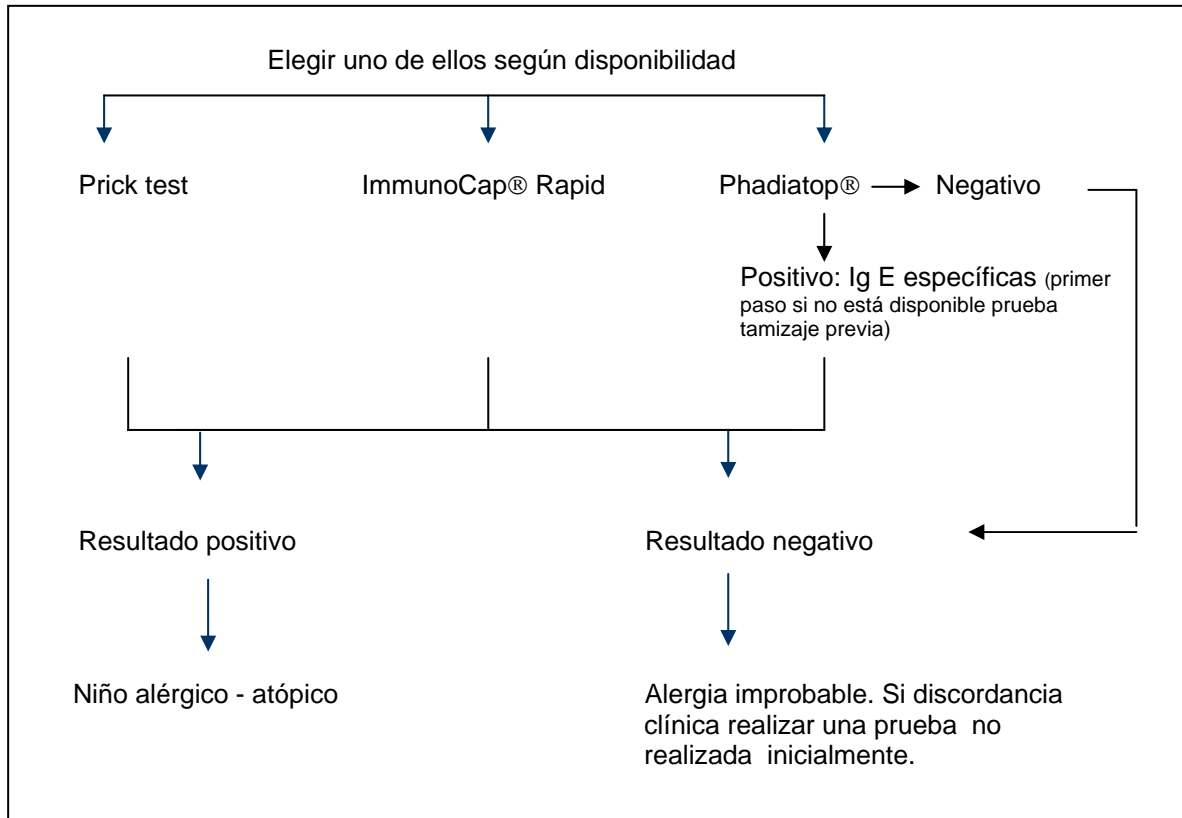 Elegir uno de ellos según disponibilidad
Prick test
ImmunoCap® Rapid
Phadiatop®
Negativo
Positivo: Ig E específicas (primer
paso si no está disponible prueba
tamizaje previa)
Resultado positivo
Resultado negativo
Niño alérgico - atópico
Alergia improbable. Si discordancia
clínica realizar una prueba no
realizada inicialmente.